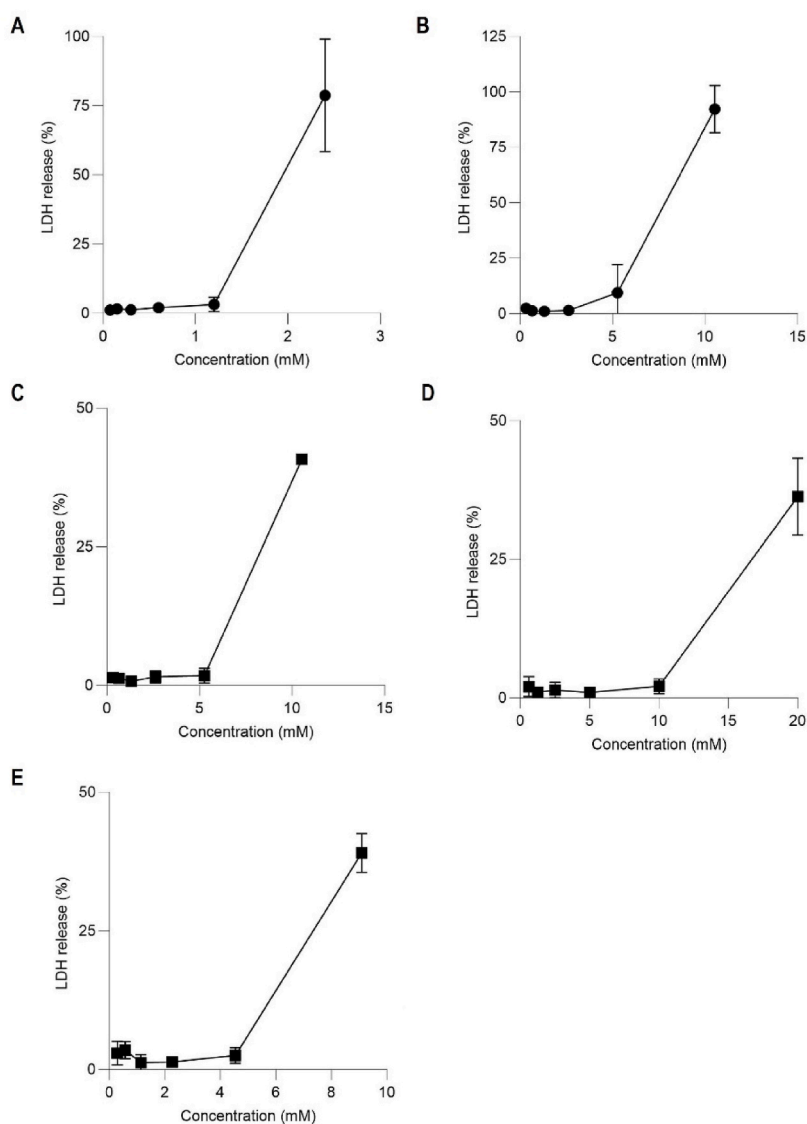 A
LDH release (%)
100
75
50
25
0
0 1 2 3
Concentration (mM)
B
LDH release (%)
125
100
75
50
25
0
0 5 10 15
Concentration (mM)
C
LDH release (%)
50
25
0
0 5 10 15
Concentration (mM)
D
LDH release (%)
50
25
0
0 5 10 15 20
Concentration (mM)
E
LDH release (%)
50
25
0
0 2 4 6 8 10
Concentration (mM)